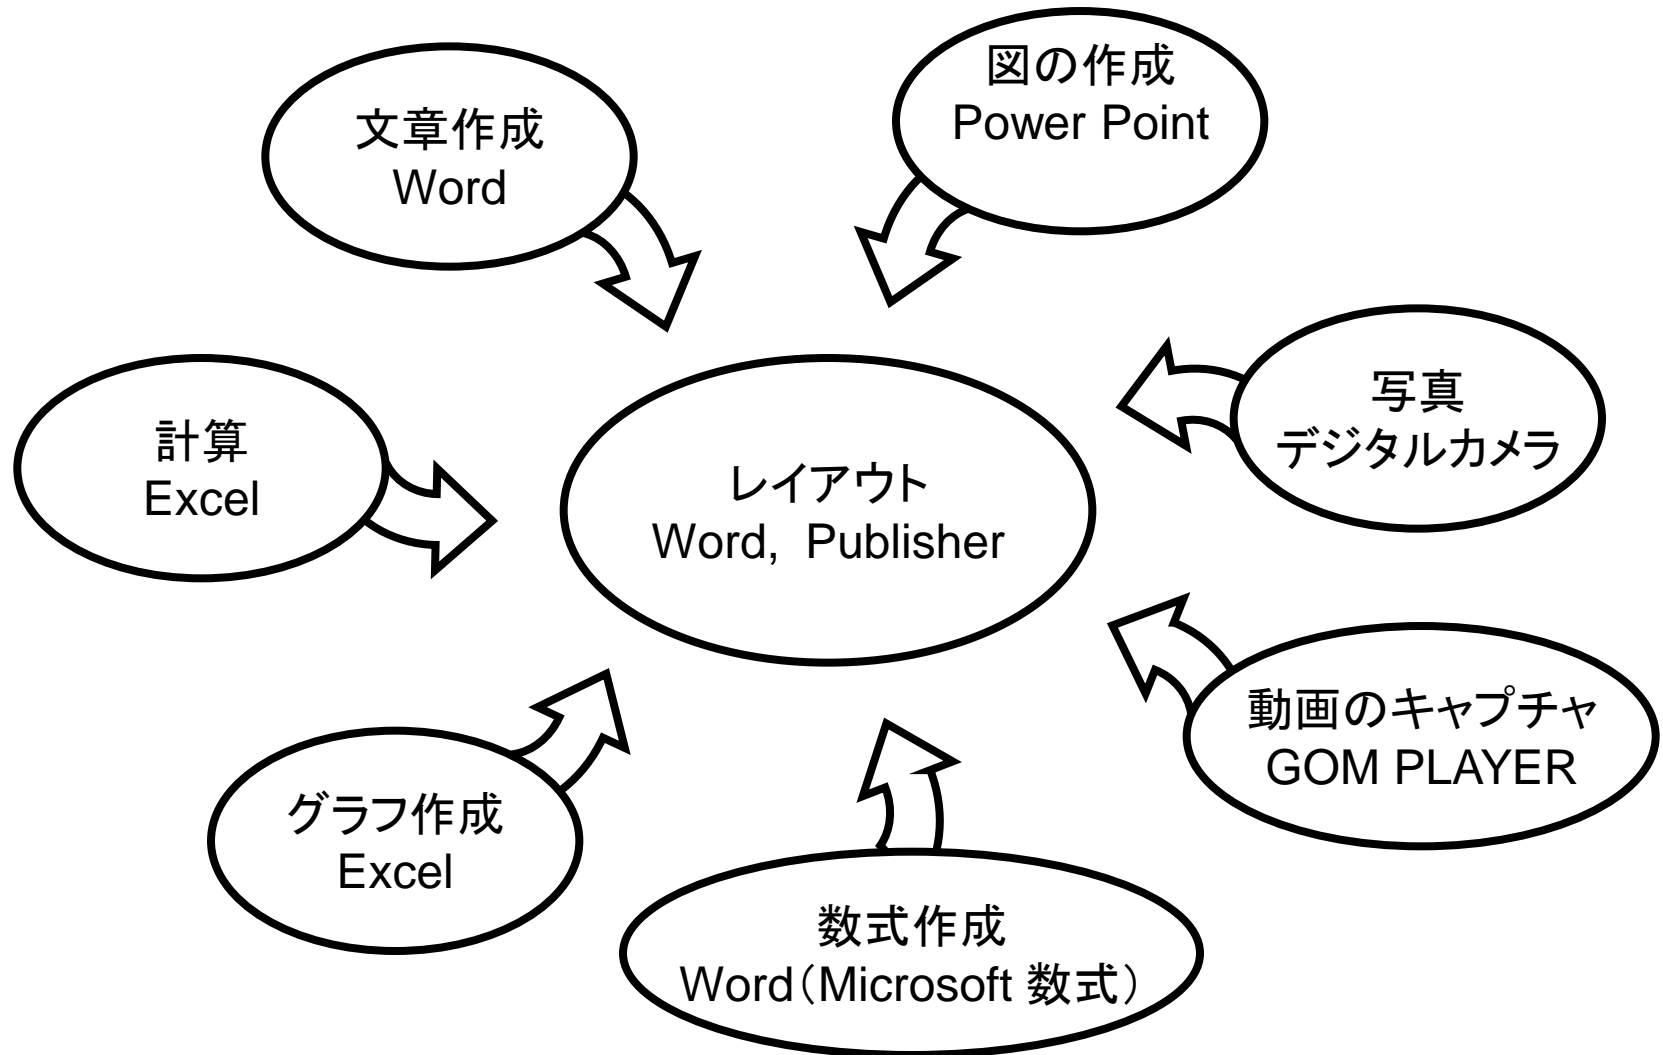 図の作成
Power Point
文章作成
Word
写真
デジタルカメラ
計算
Excel
レイアウト
Word, Publisher
動画のキャプチャ
GOM PLAYER
グラフ作成
Excel
数式作成
Word（Microsoft 数式）